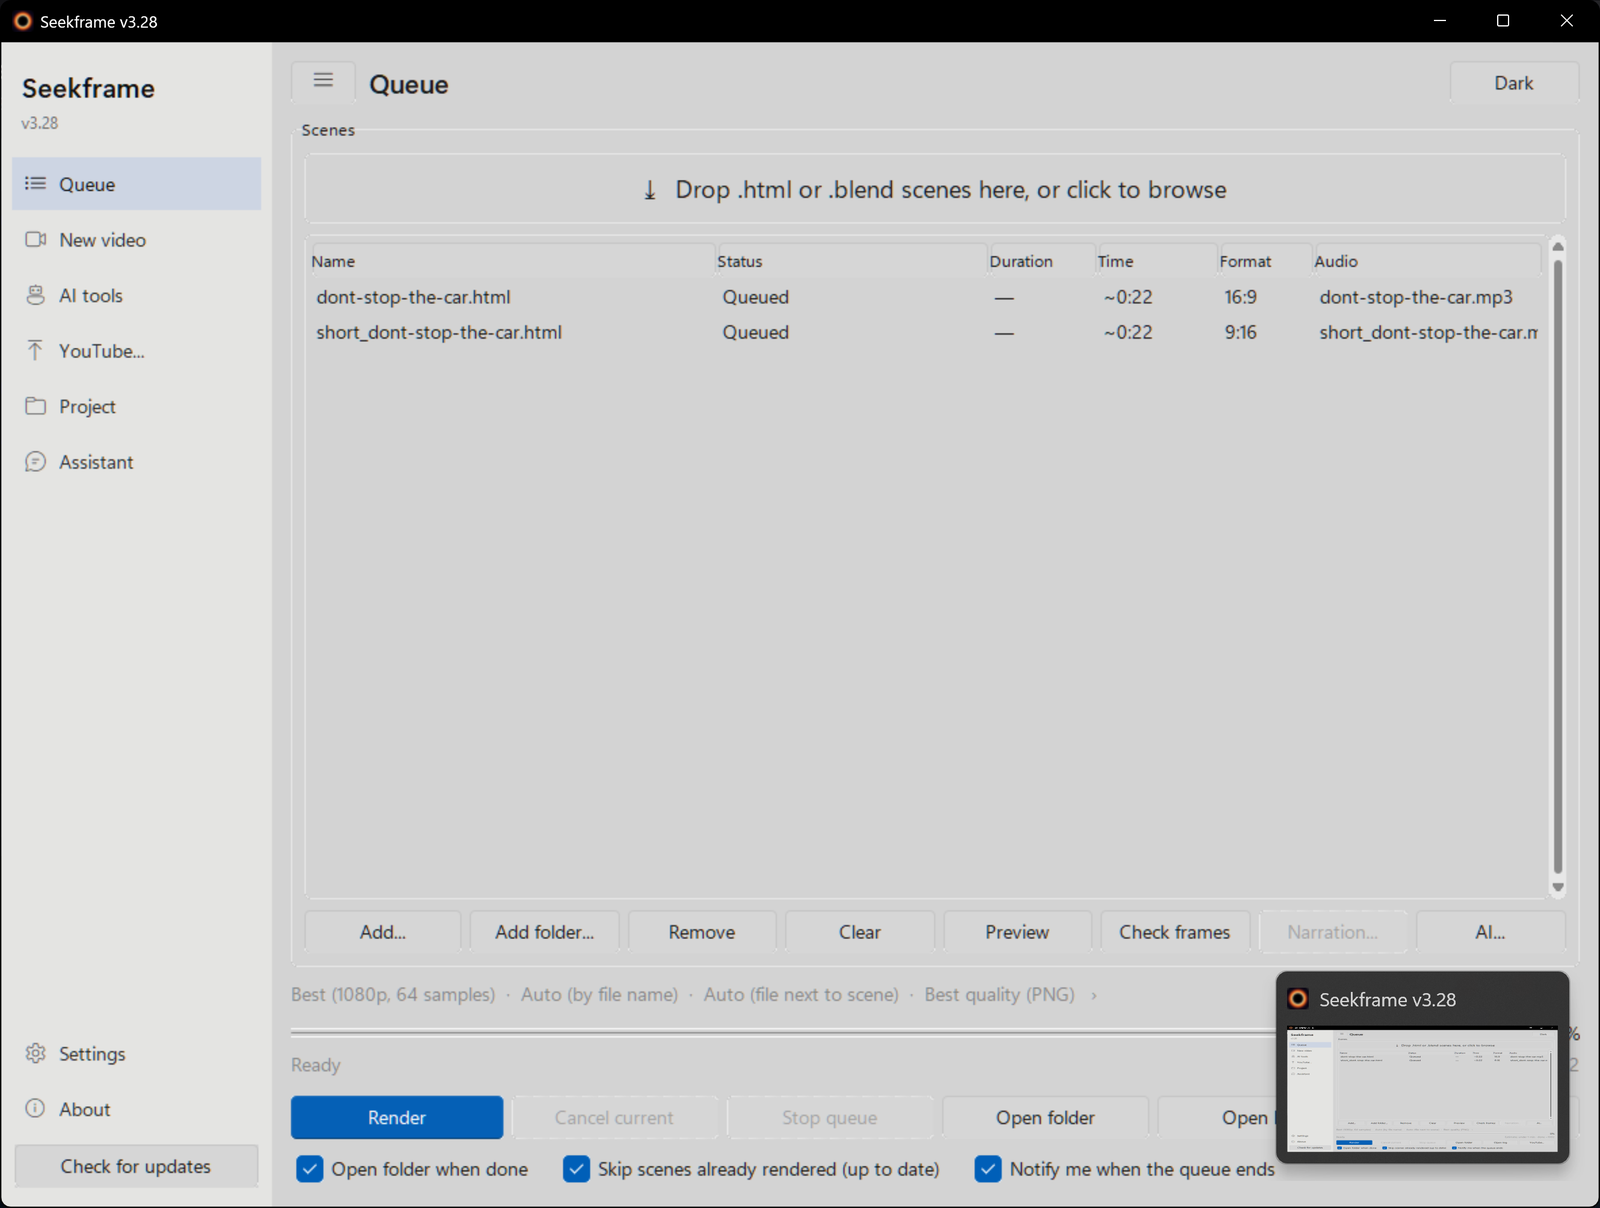 Seekframe v3.28
Seekframe
v3.28
Queue
New video
AI tools
YouTube...
Project
Assistant
Settings
About
Check for updates
Queue
Dark
Scenes
↓ Drop .html or .blend scenes here, or click to browse
Name Status Duration Time Format Audio
dont-stop-the-car.html Queued — ~0:22 16:9 dont-stop-the-car.mp3
short_dont-stop-the-car.html Queued — ~0:22 9:16 short_dont-stop-the-car.m
Add... Add folder... Remove Clear Preview Check frames Narration... AI...
Best (1080p, 64 samples) · Auto (by file name) · Auto (file next to scene) · Best quality (PNG) ›
%
Ready
2
Render Cancel current Stop queue Open folder Open
Open folder when done Skip scenes already rendered (up to date) Notify me when the queue ends
Seekframe v3.28